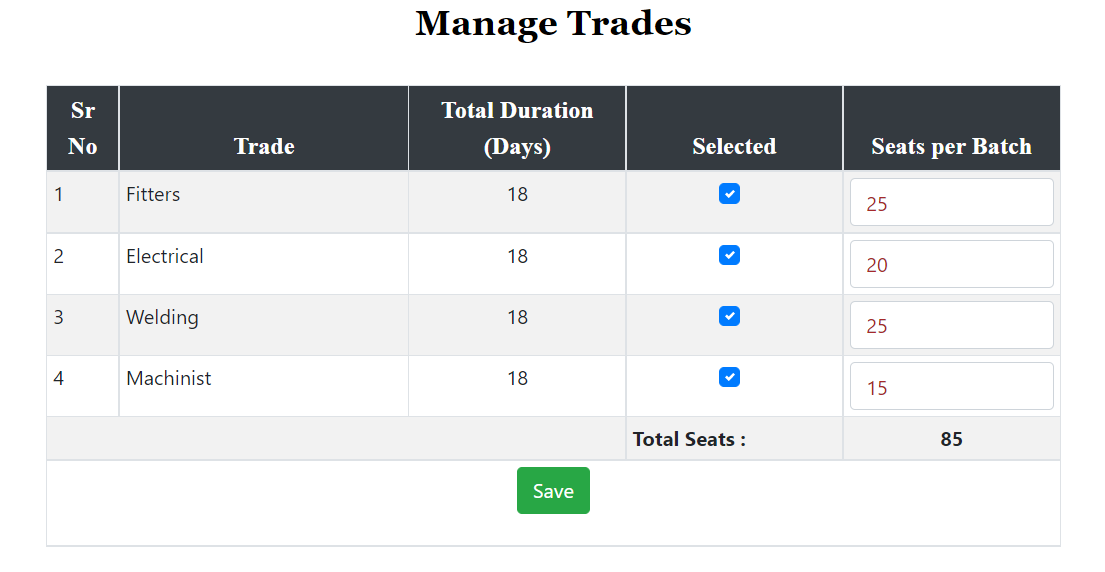 Manage Trades
Sr No Trade Total Duration (Days) Selected Seats per Batch
1 Fitters 18 25
2 Electrical 18 20
3 Welding 18 25
4 Machinist 18 15
Total Seats : 85
Save